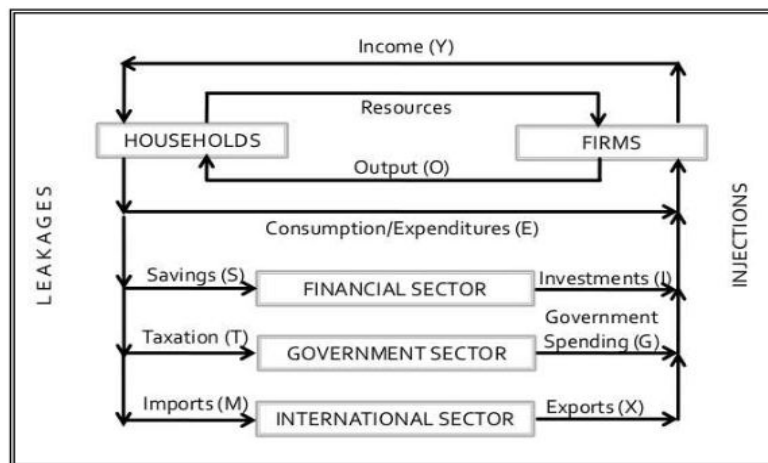 Income (Y)
Resources
HOUSEHOLDS
FIRMS
Output (O)
Consumption/Expenditures (E)
LEAKAGES
INJECTIONS
Savings (S)
FINANCIAL SECTOR
Investments (I)
Taxation (T)
GOVERNMENT SECTOR
Government
Spending (G)
Imports (M)
INTERNATIONAL SECTOR
Exports (X)